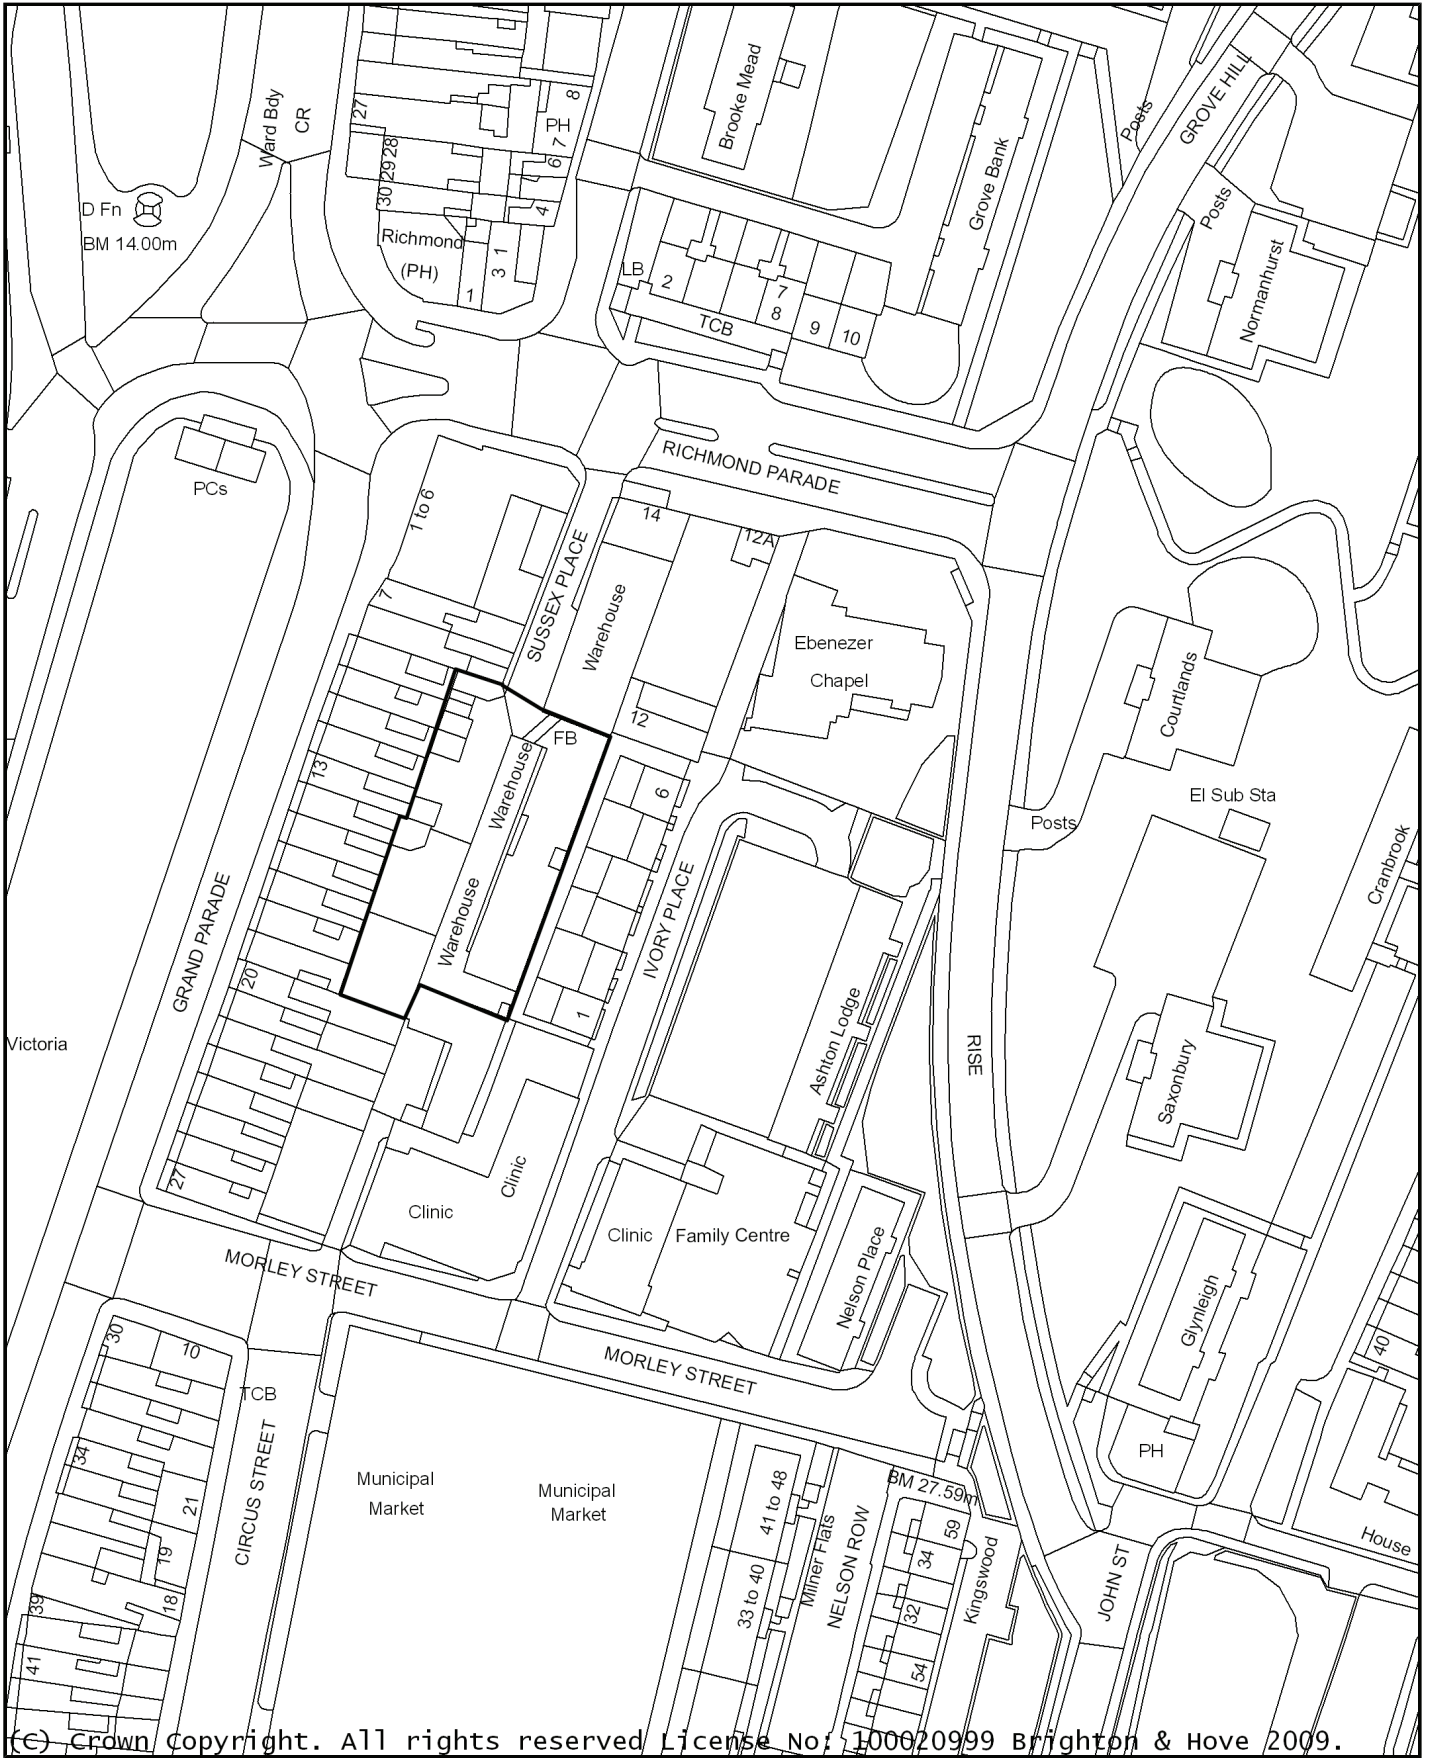 Ward Bdy
CR
27
8
PH
7
6
28
29
30
4
D Fn
BM 14.00m
Richmond
(PH)
1
3
1
Brooke Mead
Grove Bank
Posts
GROVE HILL
Posts
Normanhurst
LB
2
7
8
TCB
9
10
PCs
1 to 6
RICHMOND PARADE
14
12A
SUSSEX PLACE
Warehouse
7
Ebenezer
Chapel
Courtlands
12
FB
Warehouse
13
6
El Sub Sta
Posts
Cranbrook
GRAND PARADE
Warehouse
IVORY PLACE
20
1
Ashton Lodge
RISE
Victoria
Saxonbury
27
Clinic
Clinic
Clinic
Family Centre
Nelson Place
MORLEY STREET
Glynleigh
30
10
MORLEY STREET
40
TCB
34
CIRCUS STREET
PH
Municipal
Market
Municipal
Market
41 to 48
BM 27.59m
21
19
Milner Flats
NELSON ROW
59
34
Kingswood
House
33 to 40
32
JOHN ST
39
18
41
54
(C) Crown Copyright. All rights reserved License No: 100020999 Brighton & Hove 2009.